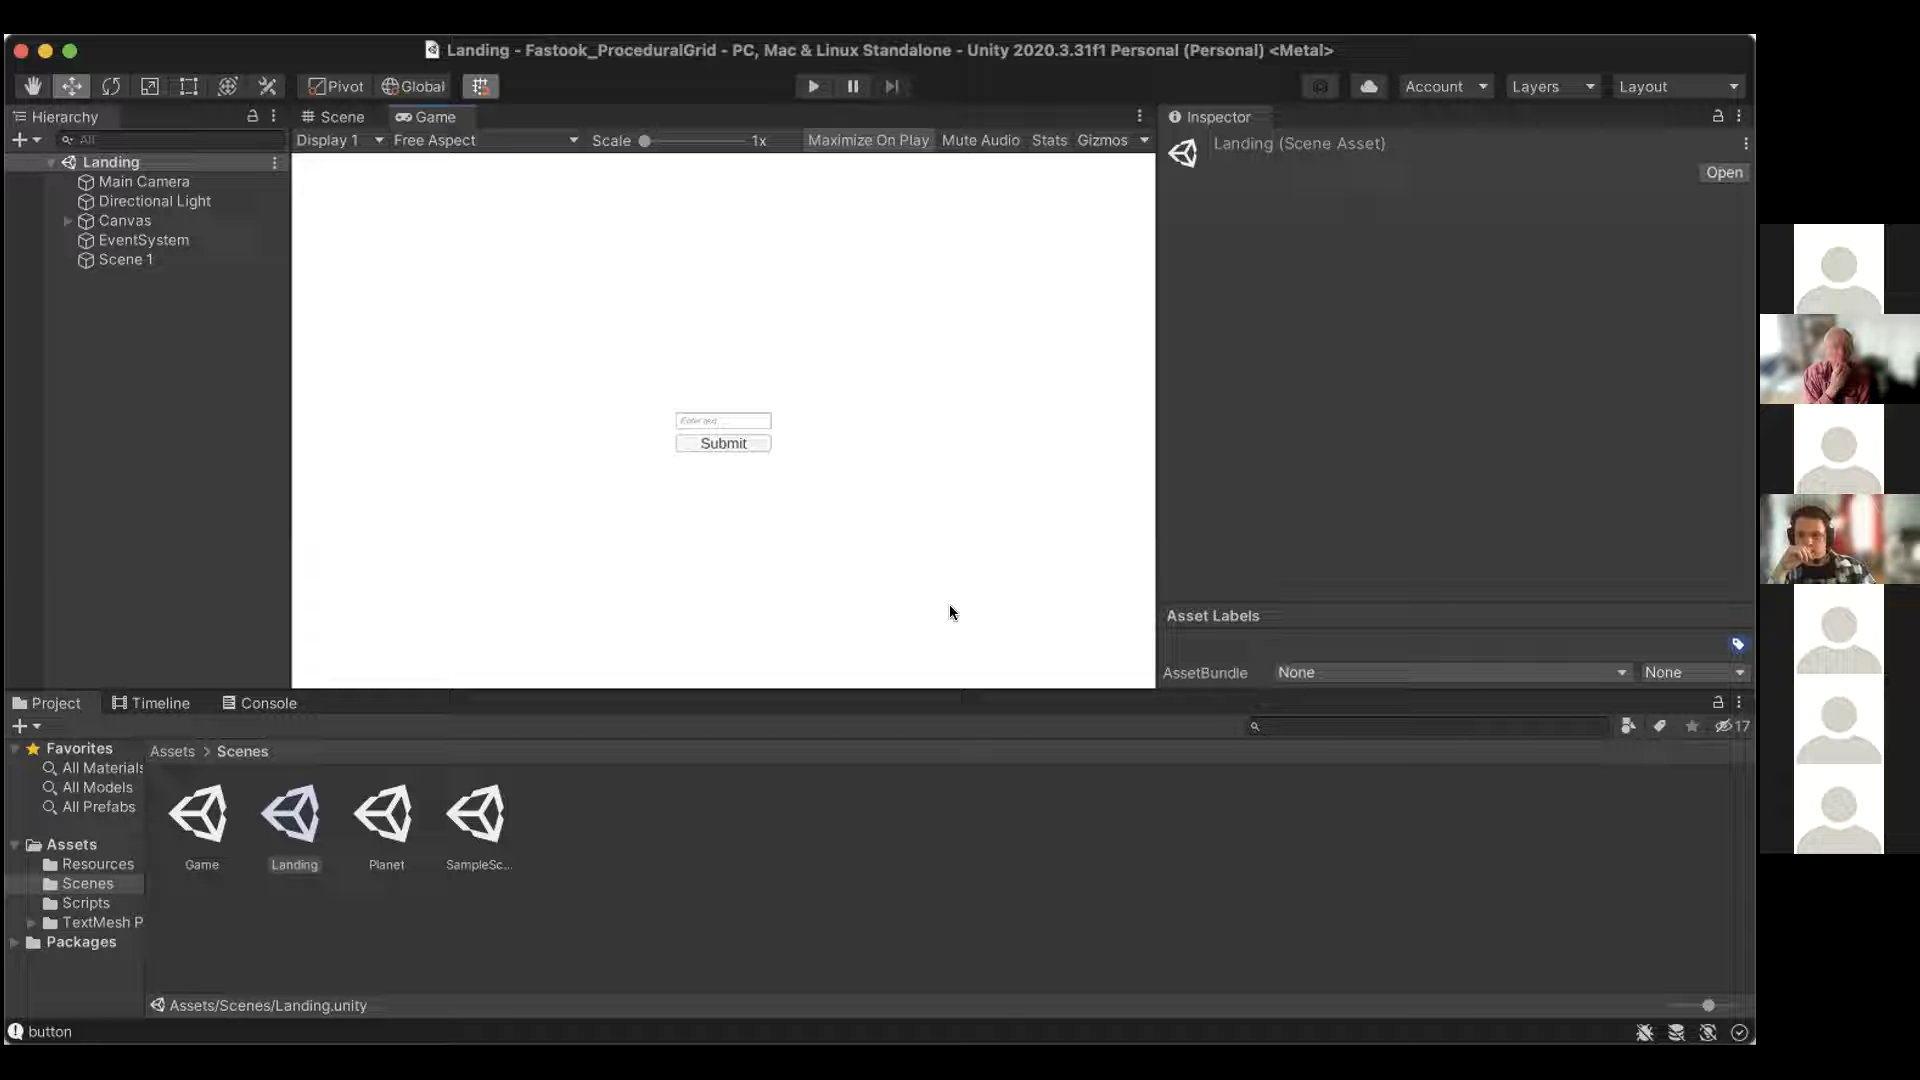 Landing - Fastook_ProceduralGrid - PC, Mac & Linux Standalone - Unity 2020.3.31f1 Personal (Personal) <Metal>
Pivot Global Account Layers Layout
Hierarchy
All
Landing
Main Camera
Directional Light
Canvas
EventSystem
Scene 1
Scene Game
Display 1 Free Aspect Scale 1x Maximize On Play Mute Audio Stats Gizmos
Enter text...
Submit
Inspector
Landing (Scene Asset)
Open
Asset Labels
AssetBundle None None
Project Timeline Console
17
Favorites
All Materials
All Models
All Prefabs
Assets
Resources
Scenes
Scripts
TextMesh P
Packages
Assets > Scenes
Game Landing Planet SampleSc...
Assets/Scenes/Landing.unity
button